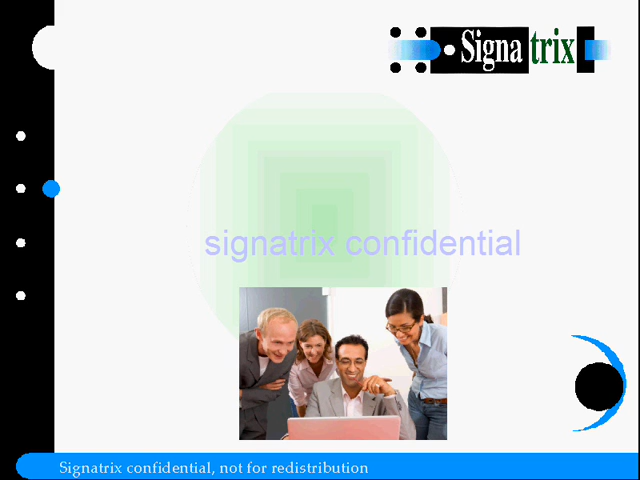 Signatrix
signatrix confidential
Signatrix confidential, not for redistribution